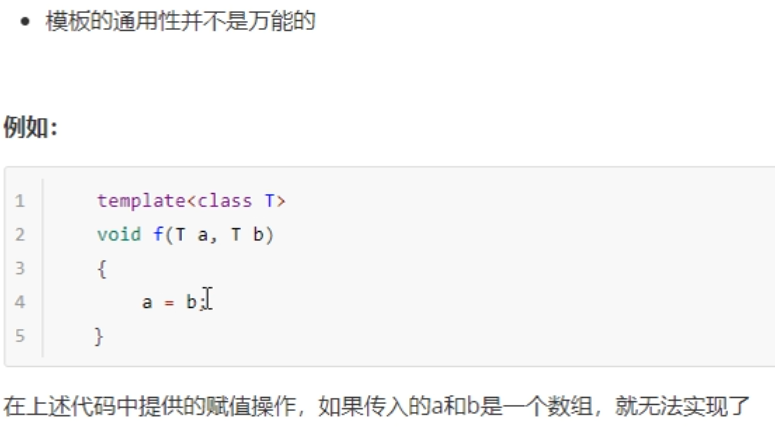 • 模板的通用性并不是万能的
例如：
1 template<class T>
2 void f(T a, T b)
3 {
4 a = b;
5 }
在上述代码中提供的赋值操作，如果传入的a和b是一个数组，就无法实现了